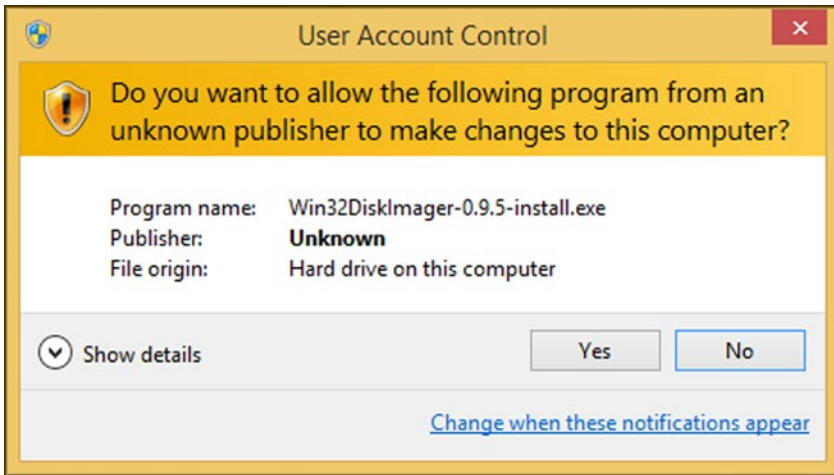 User Account Control
Do you want to allow the following program from an
unknown publisher to make changes to this computer?
Program name: Win32DiskImager-0.9.5-install.exe
Publisher: Unknown
File origin: Hard drive on this computer
Show details
Yes No
Change when these notifications appear